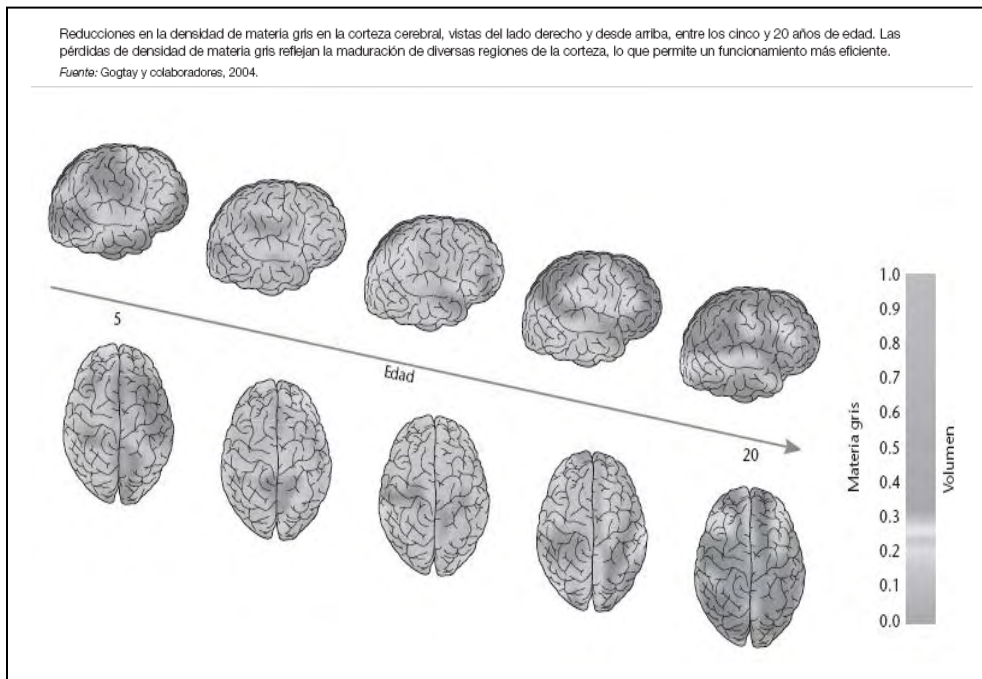 Reducciones en la densidad de materia gris en la corteza cerebral, vistas del lado derecho y desde arriba, entre los cinco y 20 años de edad. Las
pérdidas de densidad de materia gris reflejan la maduración de diversas regiones de la corteza, lo que permite un funcionamiento más eficiente.
Fuente: Gogtay y colaboradores, 2004.
5
Edad
20
Materia gris
1.0
0.9
0.8
0.7
0.6
0.5
0.4
0.3
0.2
0.1
0.0
Volumen